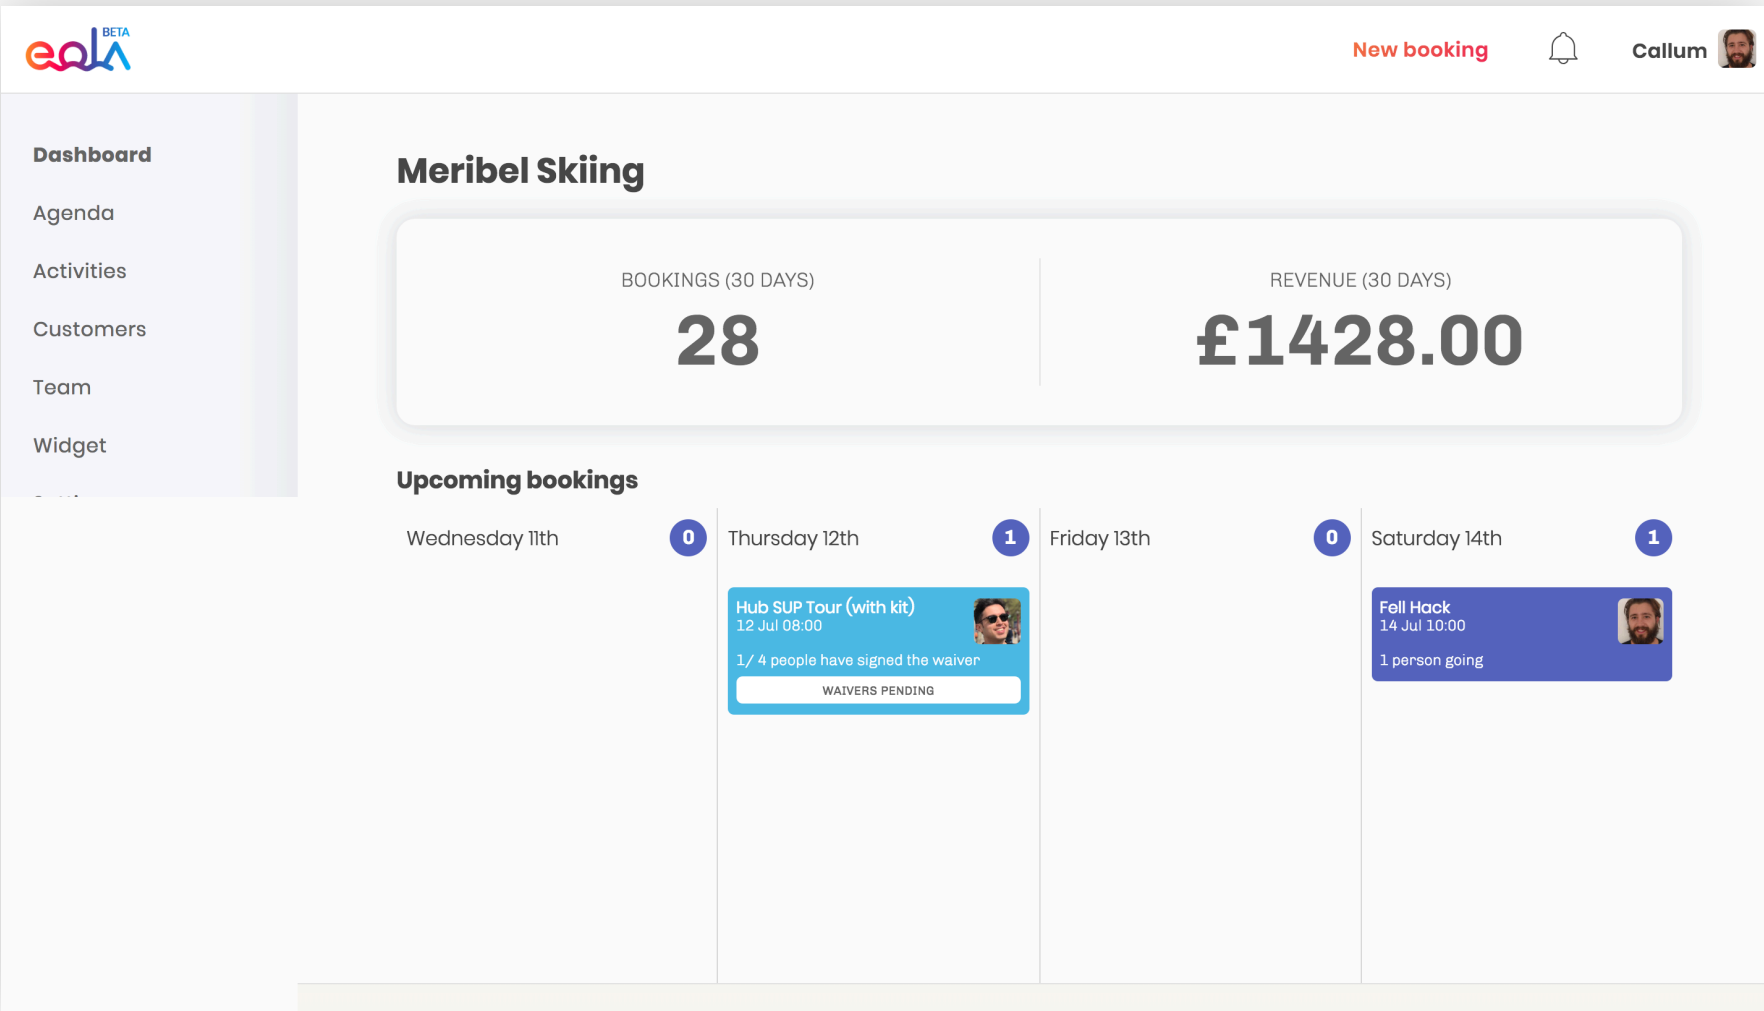 eola BETA
New booking
Callum
Dashboard
Agenda
Activities
Customers
Team
Widget
Meribel Skiing
BOOKINGS (30 DAYS)
28
REVENUE (30 DAYS)
£1428.00
Upcoming bookings
Wednesday 11th 0
Thursday 12th 1
Friday 13th 0
Saturday 14th 1
Hub SUP Tour (with kit)
12 Jul 08:00
1/ 4 people have signed the waiver
WAIVERS PENDING
Fell Hack
14 Jul 10:00
1 person going